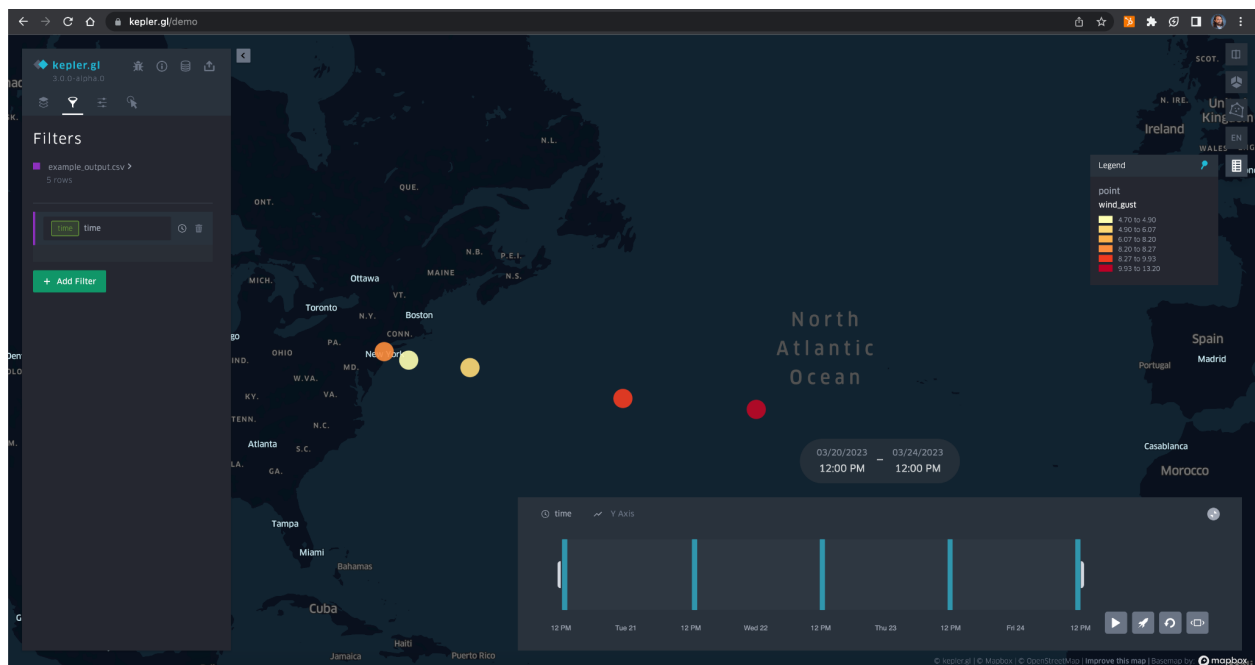 kepler.gl/demo
kepler.gl
3.0.0-alpha.0
Filters
example_output.csv
5 rows
time time
+ Add Filter
N.L.
QUE.
ONT.
N.B.
P.E.I.
MAINE
N.S.
MICH.
Ottawa
VT.
Toronto
N.Y.
Boston
CONN.
PA.
OHIO
IND.
MD.
W.VA.
KY.
VA.
TENN.
N.C.
Atlanta
S.C.
GA.
Tampa
Miami
Bahamas
Cuba
Haiti
Jamaica
Puerto Rico
North
Atlantic
Ocean
SCOT.
N. IRE.
Ireland
WALES
EN
Legend
point
wind_gust
4.70 to 4.90
4.90 to 6.07
6.07 to 8.20
8.20 to 8.27
8.27 to 9.93
9.93 to 13.20
Spain
Portugal
Madrid
Casablanca
Morocco
03/20/2023 – 03/24/2023
12:00 PM 12:00 PM
time Y Axis
12 PM Tue 21 12 PM Wed 22 12 PM Thu 23 12 PM Fri 24 12 PM
© kepler.gl | © Mapbox | © OpenStreetMap | Improve this map | Basemap by: mapbox